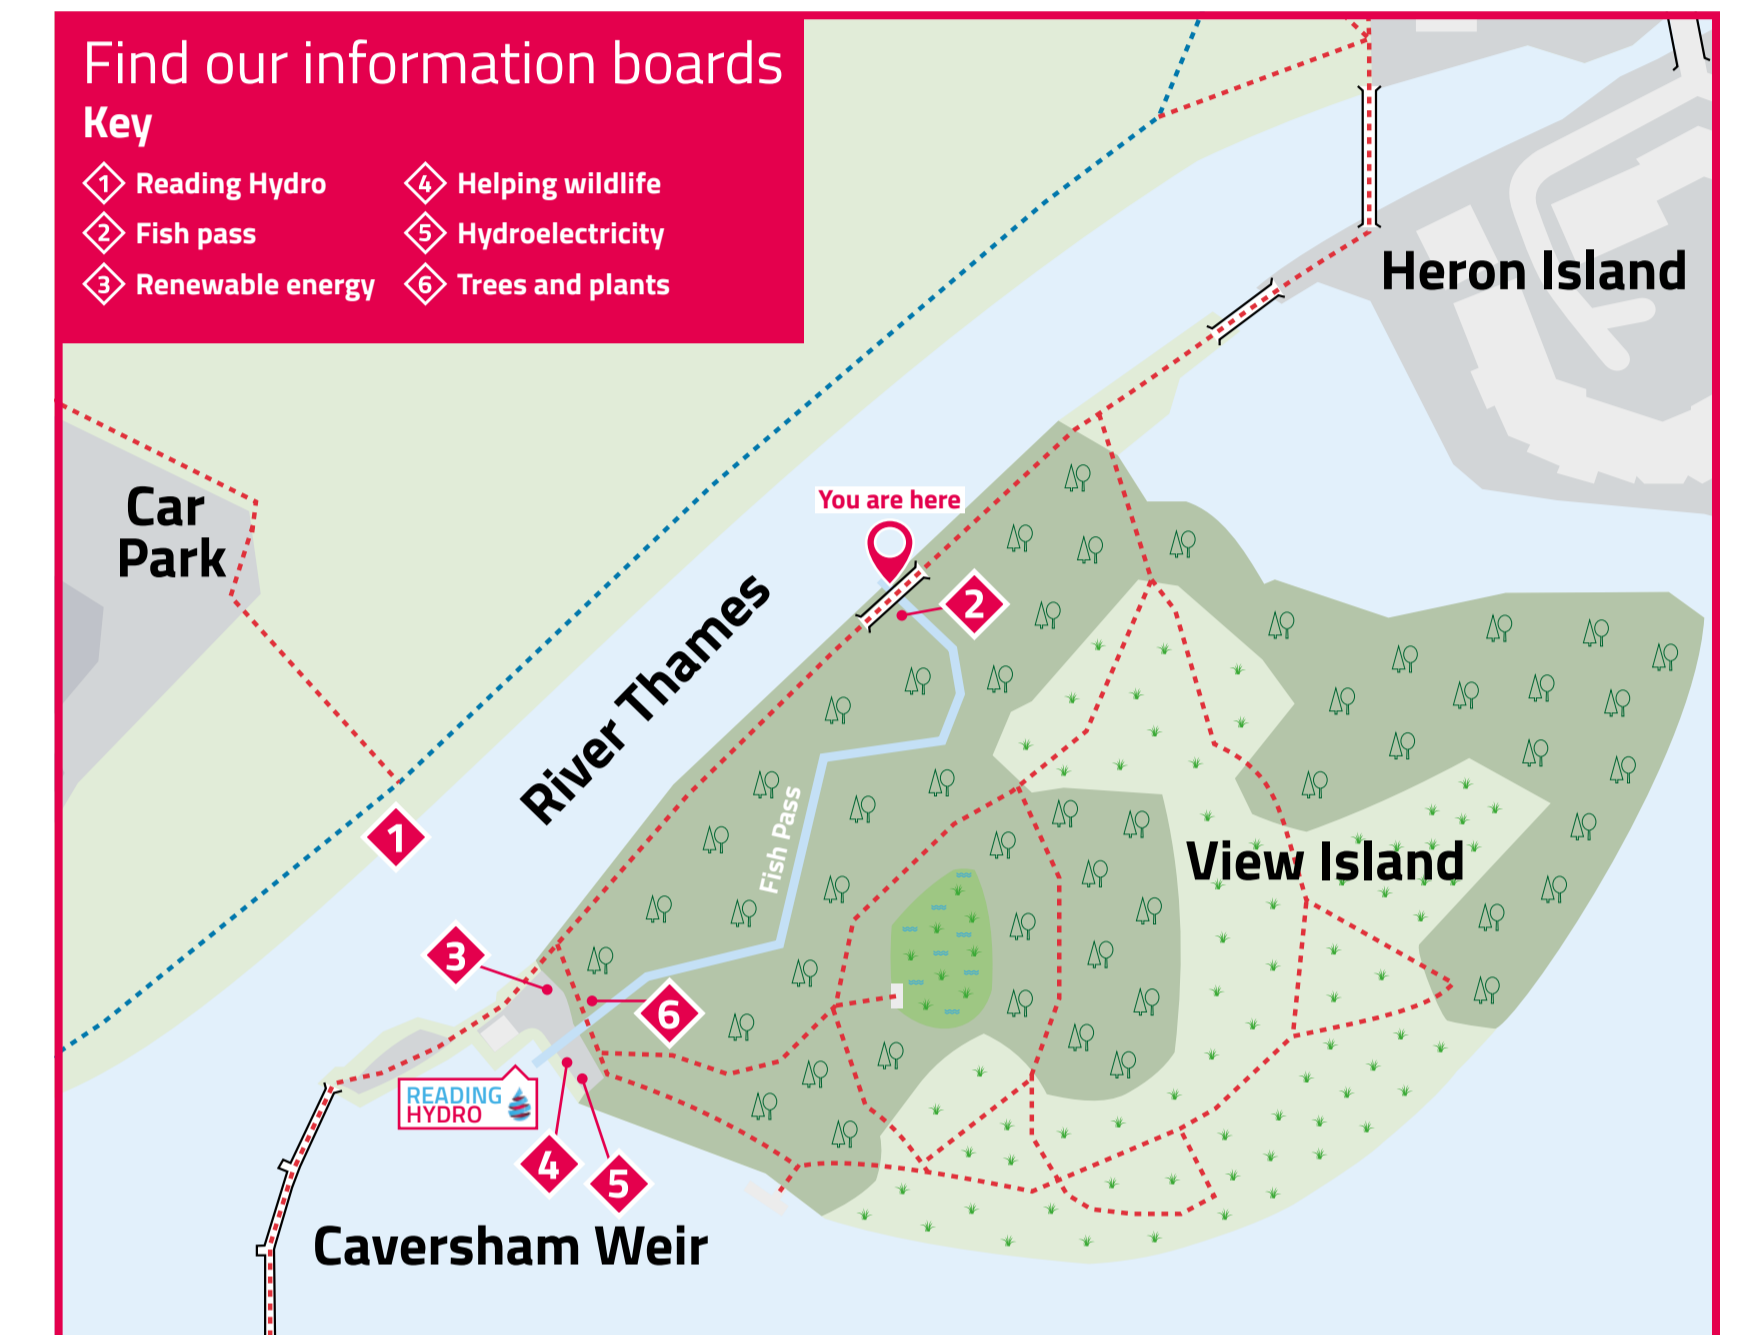 Find our information boards
Key
1 Reading Hydro
2 Fish pass
3 Renewable energy
4 Helping wildlife
5 Hydroelectricity
6 Trees and plants
Heron Island
Car
Park
You are here
2
River Thames
Fish Pass
1
View Island
3
6
READING
HYDRO
4
5
Caversham Weir